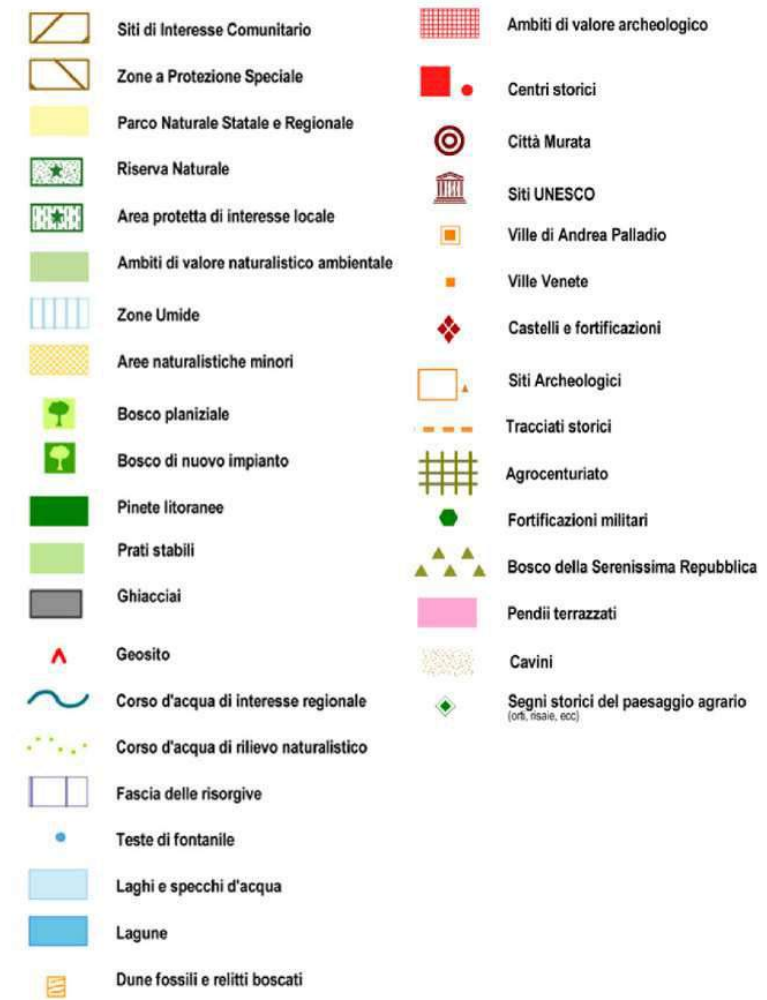 Siti di Interesse Comunitario
Zone a Protezione Speciale
Parco Naturale Statale e Regionale
Riserva Naturale
Area protetta di interesse locale
Ambiti di valore naturalistico ambientale
Zone Umide
Aree naturalistiche minori
Bosco planiziale
Bosco di nuovo impianto
Pinete litoranee
Prati stabili
Ghiacciai
Geosito
Corso d'acqua di interesse regionale
Corso d'acqua di rilievo naturalistico
Fascia delle risorgive
Teste di fontanile
Laghi e specchi d'acqua
Lagune
Dune fossili e relitti boscati
Ambiti di valore archeologico
Centri storici
Città Murata
Siti UNESCO
Ville di Andrea Palladio
Ville Venete
Castelli e fortificazioni
Siti Archeologici
Tracciati storici
Agrocenturiato
Fortificazioni militari
Bosco della Serenissima Repubblica
Pendii terrazzati
Cavini
Segni storici del paesaggio agrario
(orti, risaie, ecc)